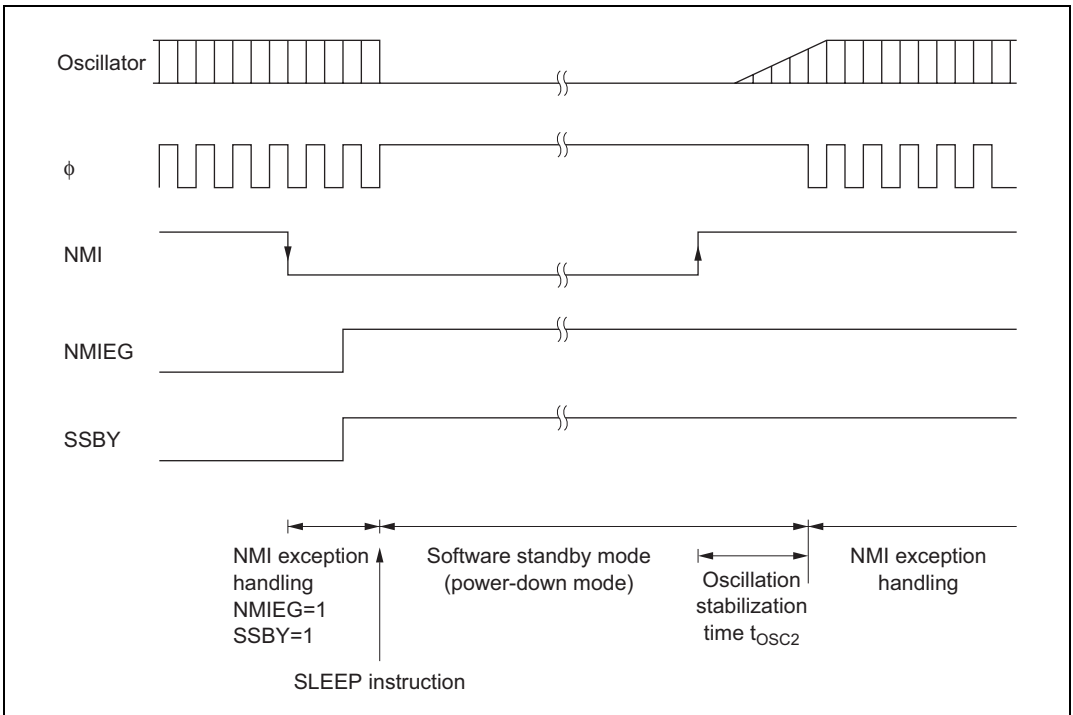 Oscillator
ϕ
NMI
NMIEG
SSBY
NMI exception
handling
NMIEG=1
SSBY=1
Software standby mode
(power-down mode)
Oscillation
stabilization
time tOSC2
NMI exception
handling
SLEEP instruction